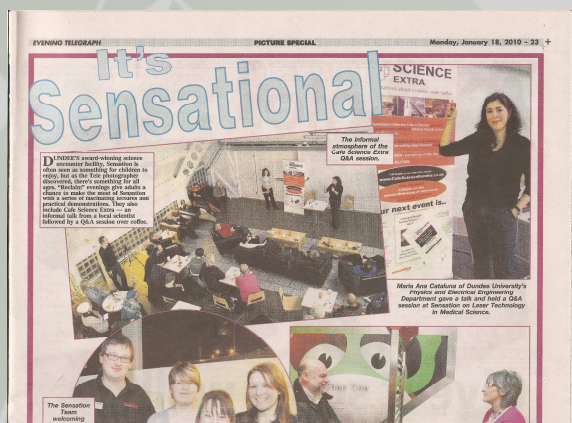 EVENING TELEGRAPH
PICTURE SPECIAL
Monday, January 18, 2010 - 23
It's
Sensational
DUNDEE'S award-winning science
encounter facility, Sensation is
often seen as something for children to
enjoy, but as the Tele photographer
discovered, there's something for all
ages. "Reclaim" evenings give adults a
chance to make the most of Sensation
with a series of fascinating lectures and
practical demonstrations. They also
include Cafe Science Extra — an
informal talk from a local scientist
followed by a Q&A session over coffee.
The informal
atmosphere of the
Cafe Science Extra
Q&A session.
SCIENCE
EXTRA
ur next event is..
Maria Ana Cataluna of Dundee University's
Physics and Electrical Engineering
Department gave a talk and held a Q&A
session at Sensation on Laser Technology
in Medical Science.
The Sensation
Team
welcoming